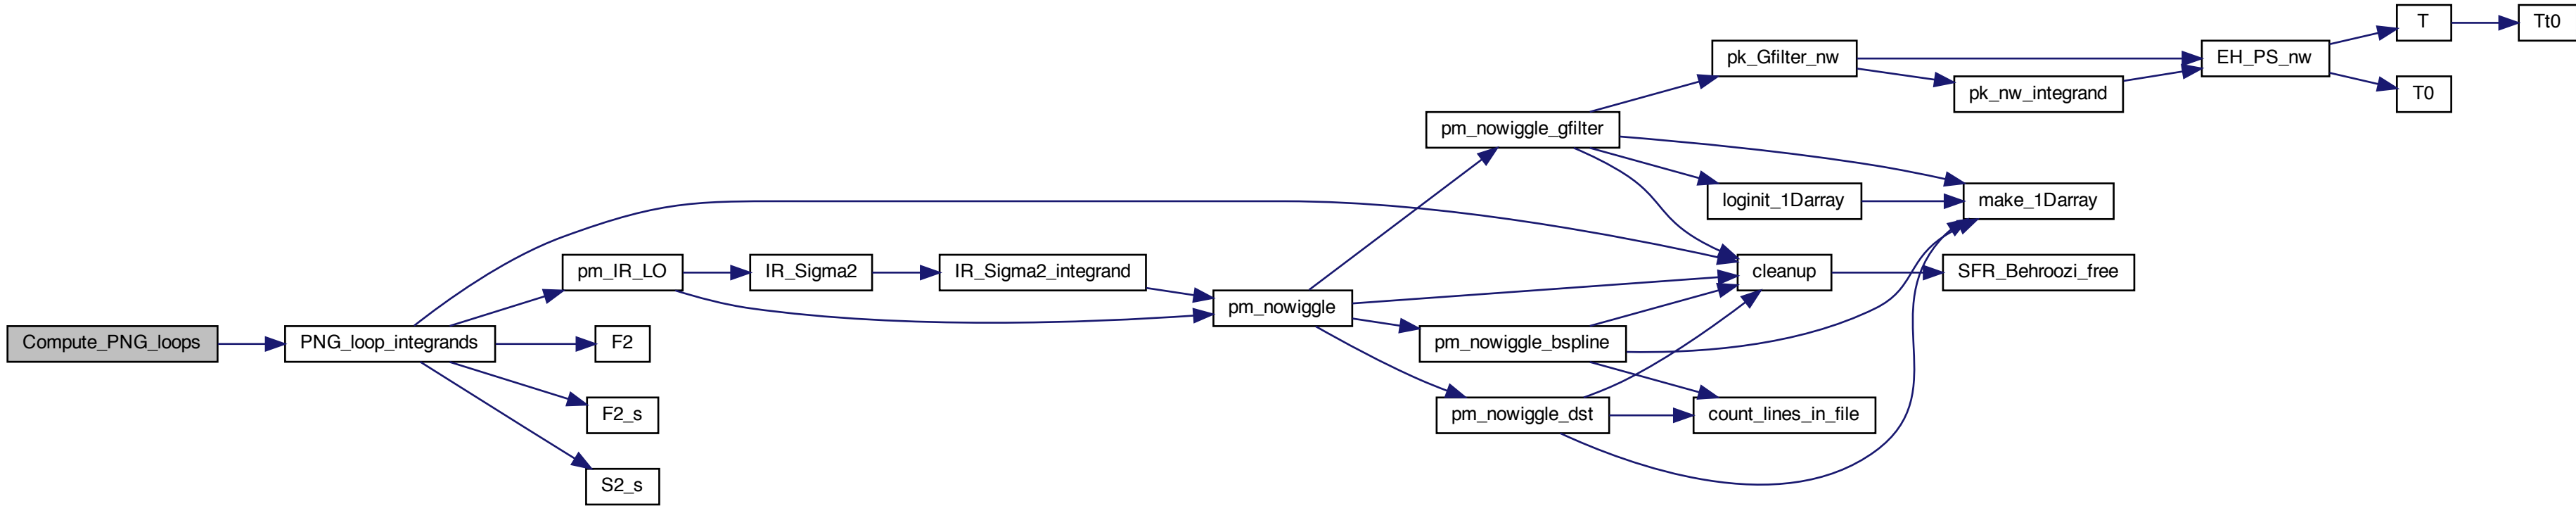 Compute_PNG_loops
PNG_loop_integrands
pm_IR_LO
F2
F2_s
S2_s
IR_Sigma2
IR_Sigma2_integrand
pm_nowiggle
pm_nowiggle_gfilter
pm_nowiggle_bspline
pm_nowiggle_dst
pk_Gfilter_nw
loginit_1Darray
cleanup
count_lines_in_file
pk_nw_integrand
make_1Darray
SFR_Behroozi_free
EH_PS_nw
T
T0
Tt0